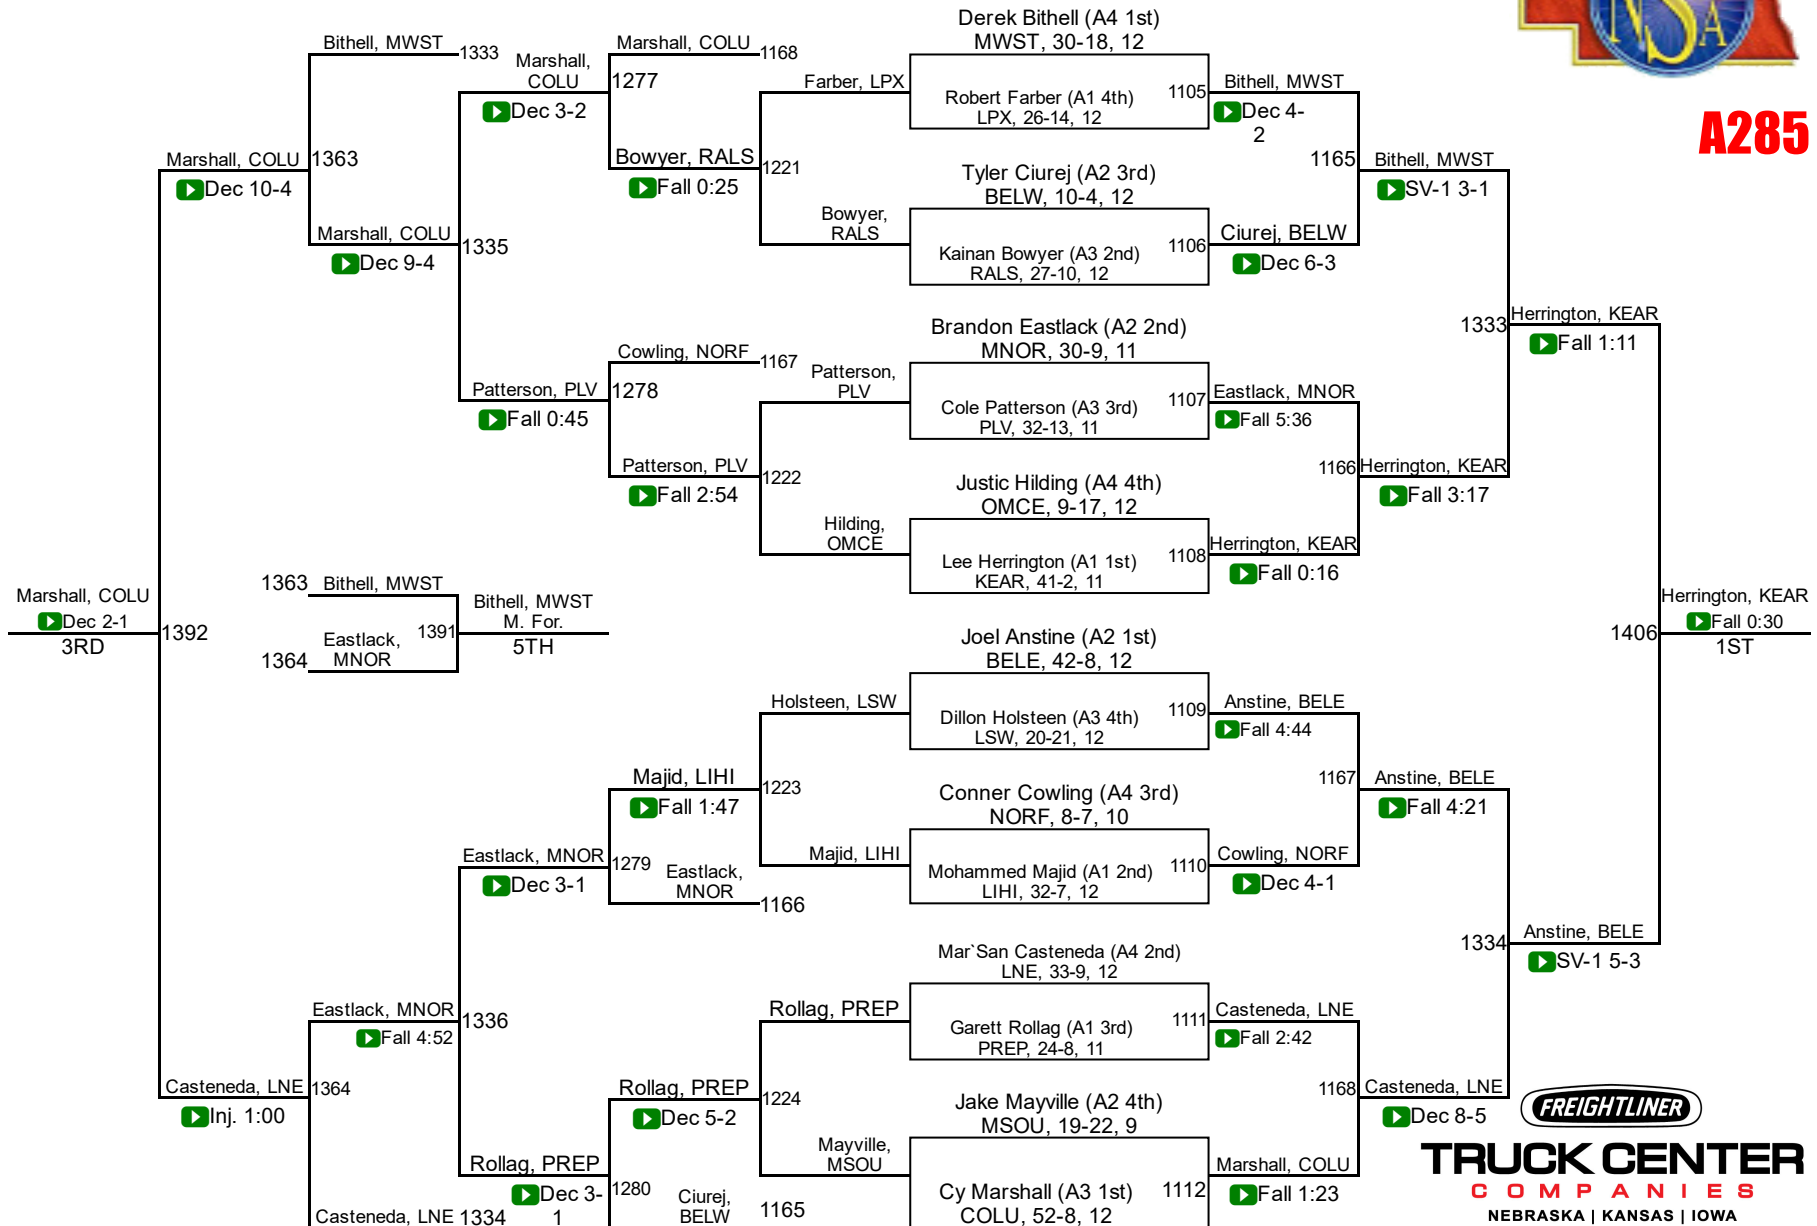 Derek Bithell (A4 1st)
MWST, 30-18, 12
Robert Farber (A1 4th)
LPX, 26-14, 12
1105
Tyler Ciurej (A2 3rd)
BELW, 10-4, 12
Kainan Bowyer (A3 2nd)
RALS, 27-10, 12
1106
Brandon Eastlack (A2 2nd)
MNOR, 30-9, 11
Cole Patterson (A3 3rd)
PLV, 32-13, 11
1107
Justic Hilding (A4 4th)
OMCE, 9-17, 12
Lee Herrington (A1 1st)
KEAR, 41-2, 11
1108
Joel Anstine (A2 1st)
BELE, 42-8, 12
Dillon Holsteen (A3 4th)
LSW, 20-21, 12
1109
Conner Cowling (A4 3rd)
NORF, 8-7, 10
Mohammed Majid (A1 2nd)
LIHI, 32-7, 12
1110
Mar`San Casteneda (A4 2nd)
LNE, 33-9, 12
Garett Rollag (A1 3rd)
PREP, 24-8, 11
1111
Jake Mayville (A2 4th)
MSOU, 19-22, 9
Cy Marshall (A3 1st)
COLU, 52-8, 12
1112
Bithell, MWST
Dec 4-
2
Ciurej, BELW
Dec 6-3
1165
Eastlack, MNOR
Fall 5:36
Herrington, KEAR
Fall 0:16
1166
Anstine, BELE
Fall 4:44
Cowling, NORF
Dec 4-1
1167
Casteneda, LNE
Fall 2:42
Marshall, COLU
Fall 1:23
1168
Bithell, MWST
SV-1 3-1
Herrington, KEAR
Fall 3:17
1333
Anstine, BELE
Fall 4:21
Casteneda, LNE
Dec 8-5
1334
Herrington, KEAR
Fall 1:11
Anstine, BELE
SV-1 5-3
1406
Herrington, KEAR
Fall 0:30
1ST
Farber, LPX
Bowyer,
RALS
1221
Patterson,
PLV
Hilding,
OMCE
1222
Holsteen, LSW
Majid, LIHI
1223
Rollag, PREP
Mayville,
MSOU
1224
Marshall, COLU
1168
Bowyer, RALS
Fall 0:25
1277
Cowling, NORF
1167
Patterson, PLV
Fall 2:54
1278
Majid, LIHI
Fall 1:47
Eastlack,
MNOR
1166
1279
Rollag, PREP
Dec 5-2
Ciurej,
BELW
1165
1280
Marshall,
COLU
Dec 3-2
Patterson, PLV
Fall 0:45
1335
Eastlack, MNOR
Dec 3-1
Rollag, PREP
Dec 3-
1
1336
Bithell, MWST
1333
Marshall, COLU
Dec 9-4
1363
Eastlack, MNOR
Fall 4:52
Casteneda, LNE
1334
1364
Marshall, COLU
Dec 10-4
Casteneda, LNE
Inj. 1:00
1392
Marshall, COLU
Dec 2-1
3RD
1363
Bithell, MWST
1364
Eastlack,
MNOR
1391
Bithell, MWST
M. For.
5TH
NSA
A285
FREIGHTLINER
TRUCK CENTER
COMPANIES
NEBRASKA | KANSAS | IOWA